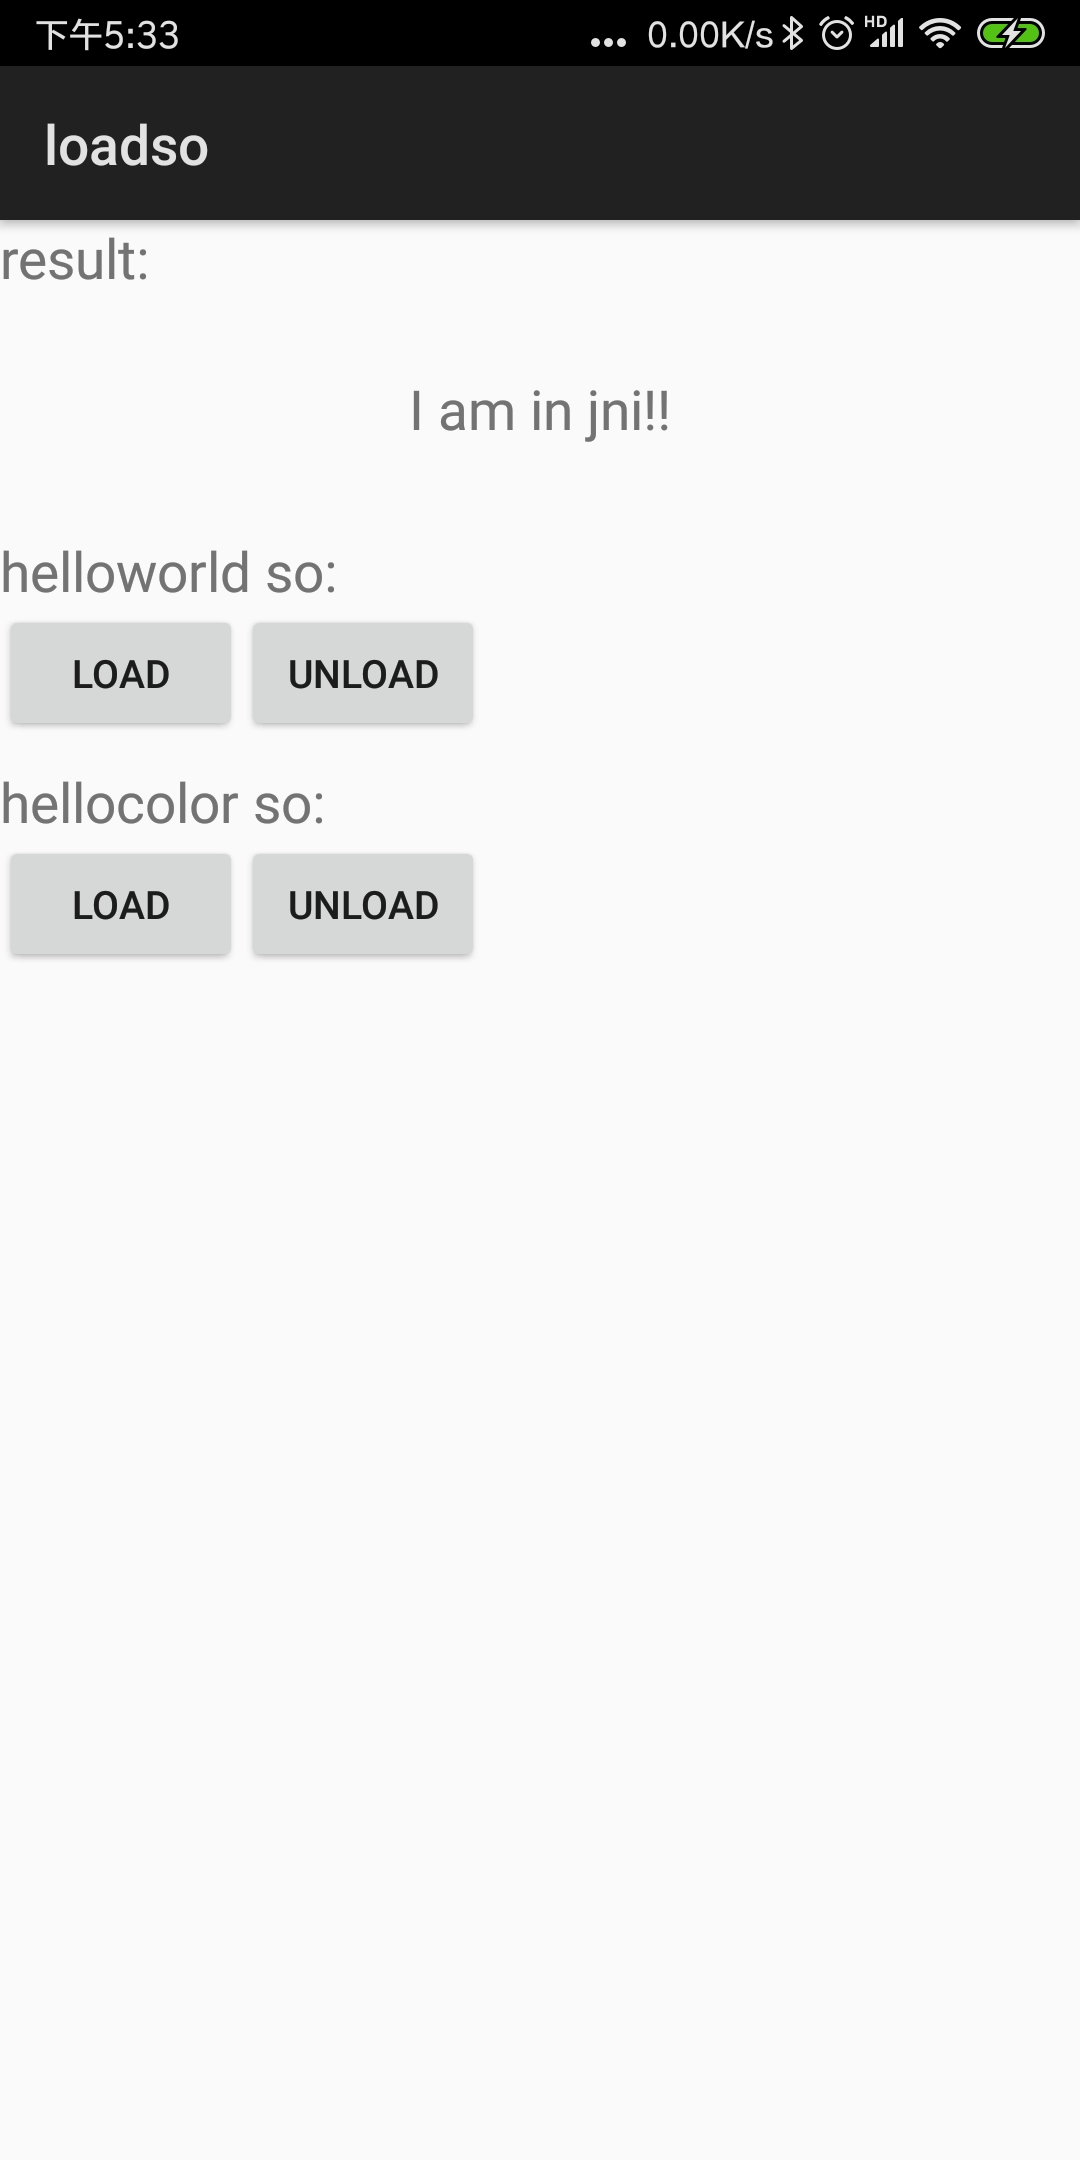 下午5:33 ... 0.00K/s HD
loadso
result:
I am in jni!!
helloworld so:
LOAD UNLOAD
hellocolor so:
LOAD UNLOAD